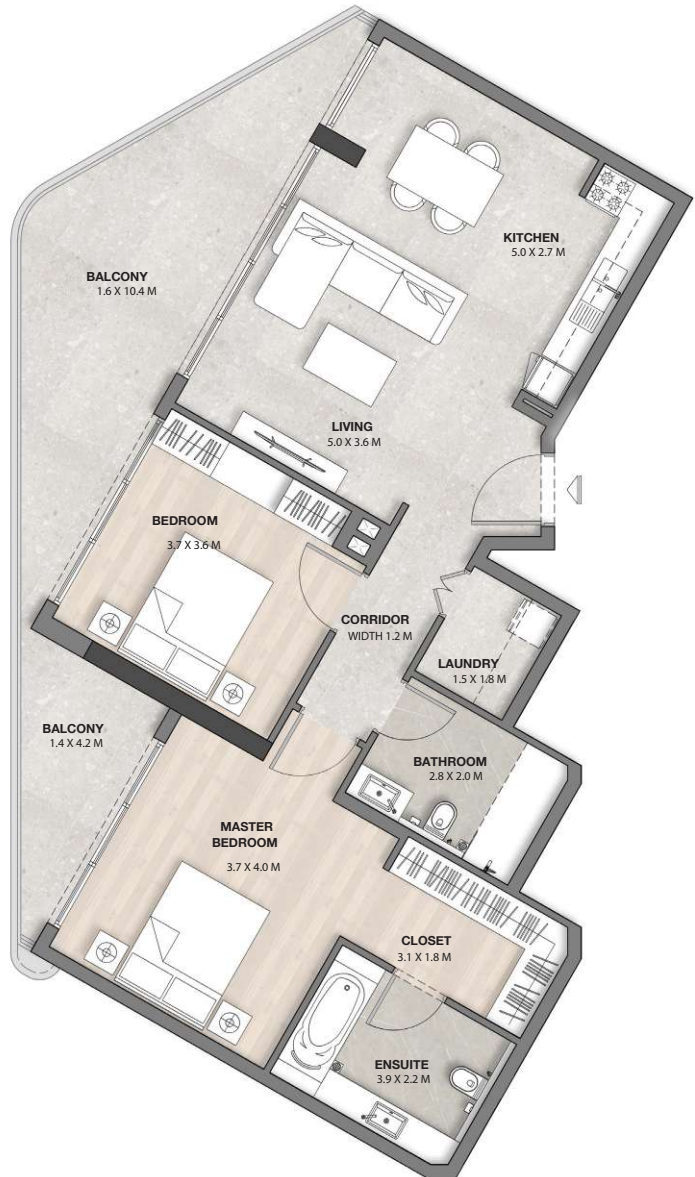 KITCHEN
5.0 X 2.7 M
BALCONY
1.6 X 10.4 M
LIVING
5.0 X 3.6 M
BEDROOM
3.7 X 3.6 M
CORRIDOR
WIDTH 1.2 M
LAUNDRY
1.5 X 1.8 M
BALCONY
1.4 X 4.2 M
BATHROOM
2.8 X 2.0 M
MASTER
BEDROOM
3.7 X 4.0 M
CLOSET
3.1 X 1.8 M
ENSUITE
3.9 X 2.2 M